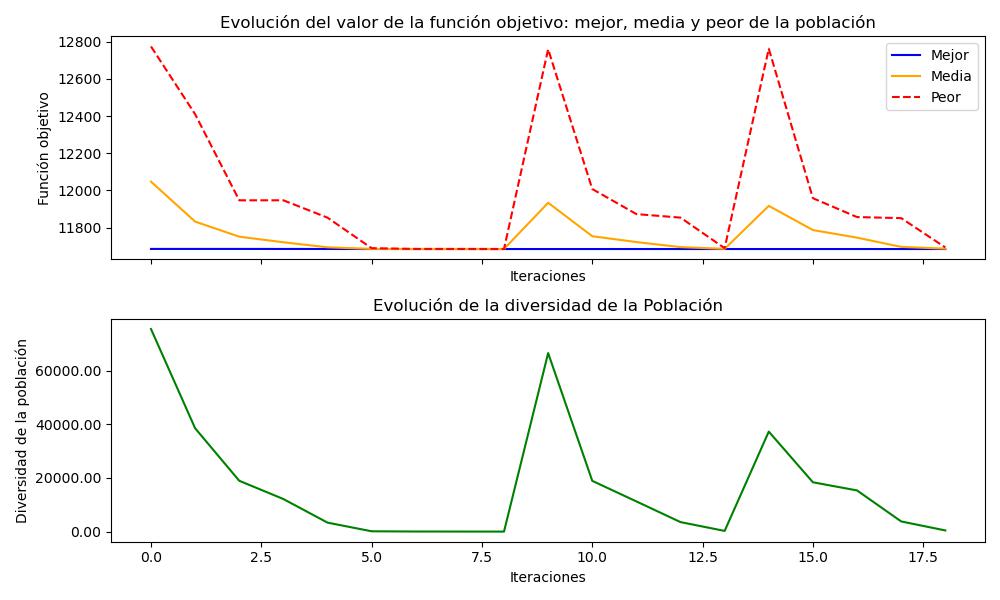 Evolución del valor de la función objetivo: mejor, media y peor de la población
12800
12600
12400
12200
12000
11800
Función objetivo
Mejor
Media
Peor
Iteraciones
Evolución de la diversidad de la Población
60000.00
40000.00
20000.00
0.00
Diversidad de la población
0.0 2.5 5.0 7.5 10.0 12.5 15.0 17.5
Iteraciones